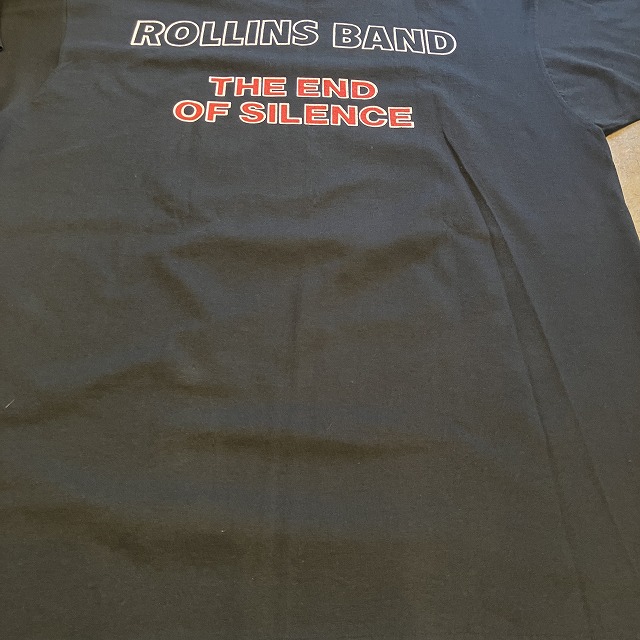 ROLLINS BAND
THE END
OF SILENCE